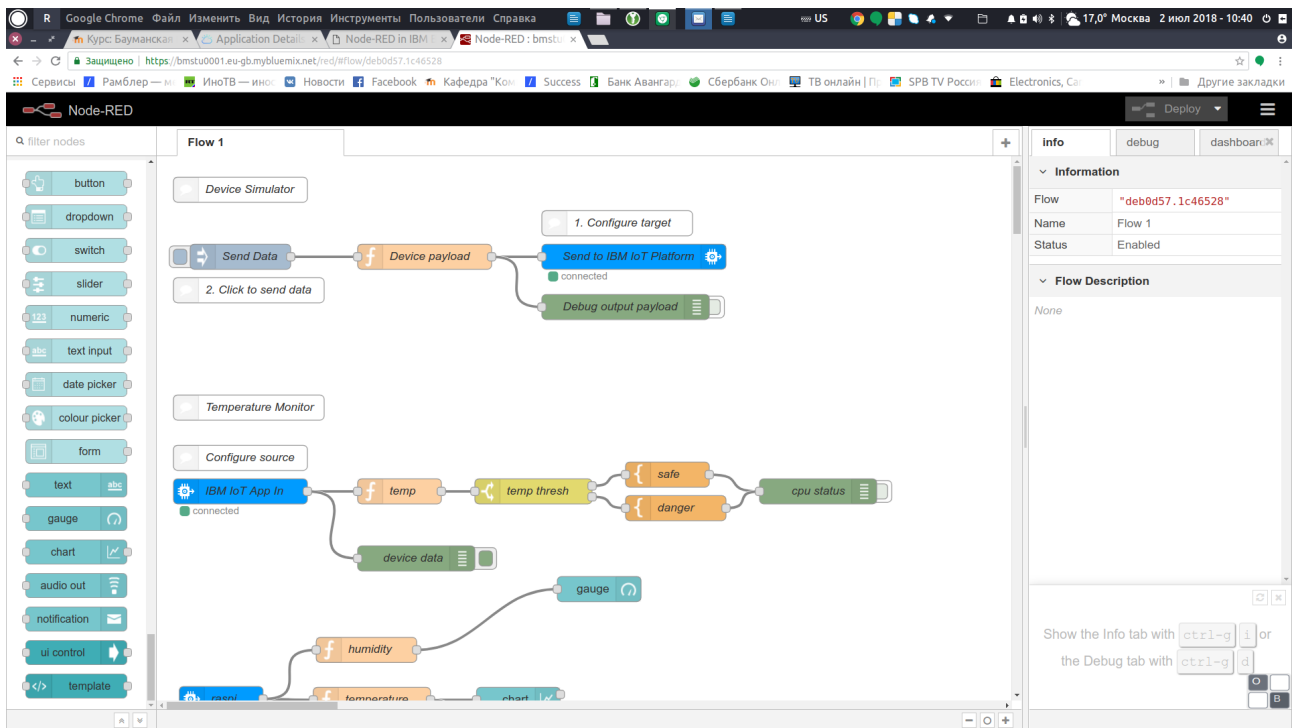 R Google Chrome Файл Изменить Вид История Инструменты Пользователи Справка US 17,0° Москва 2 июл 2018 - 10:40
Курс: Бауманска Application Details Node-RED in IBM Node-RED : bmstu
Защищено https://bmstu0001.eu-gb.mybluemix.net/red/#flow/deb0d57.1c46528
Сервисы Рамблер — м ИноТВ — инос Новости Facebook Кафедра "Ком Success Банк Авангард Сбербанк Онл ТВ онлайн | П SPB TV Россия Electronics, Ca » Другие закладки
Node-RED Deploy
filter nodes
button
dropdown
switch
slider
123 numeric
abc text input
date picker
colour picker
form
text abc
gauge
chart
audio out
notification
ui control
</> template
Flow 1
Device Simulator
1. Configure target
Send Data Device payload Send to IBM IoT Platform
connected
2. Click to send data
Debug output payload
Temperature Monitor
Configure source
IBM IoT App In temp temp thresh safe cpu status
connected
danger
device data
gauge
humidity
raspi temperature chart
info debug dashboard
Information
Flow "deb0d57.1c46528"
Name Flow 1
Status Enabled
Flow Description
None
Show the Info tab with ctrl-g i or
the Debug tab with ctrl-g d
O
B